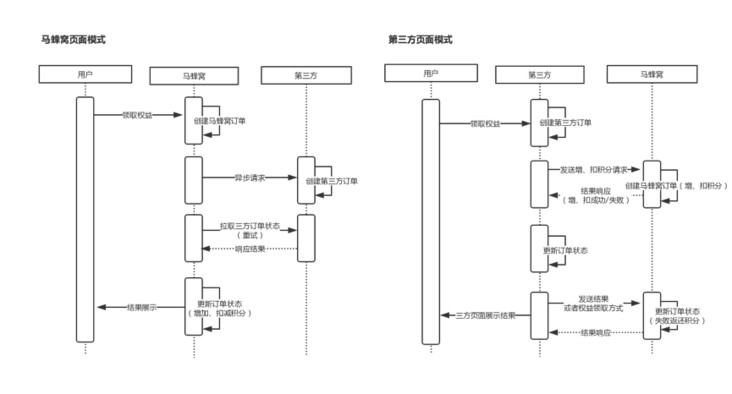 马蜂窝页面模式
用户
马蜂窝
第三方
领取权益
创建马蜂窝订单
异步请求
创建第三方订单
拉取三方订单状态
（重试）
响应结果
结果展示
更新订单状态
（增加、扣减积分）
第三方页面模式
用户
第三方
马蜂窝
领取权益
创建第三方订单
发送增、扣积分请求
创建马蜂窝订单（增、扣积分）
结果响应
（增、扣成功/失败）
更新订单状态
发送结果
或者权益领取方式
三方页面展示结果
更新订单状态
（失败返还积分）
结果响应